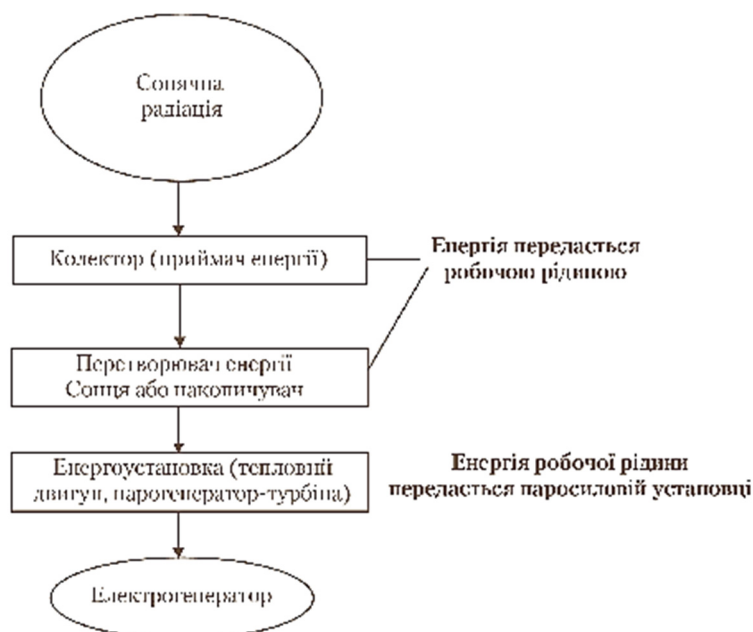 Сонячна
радіація
Колектор (приймач енергії)
Енергія передається
робочою рідиною
Перетворювач енергії
Сонця або накопичувач
Енергоустановка (тепловий
двигун, парогенератор-турбіна)
Енергія робочої рідини
передається паросиловій установці
Електрогенератор